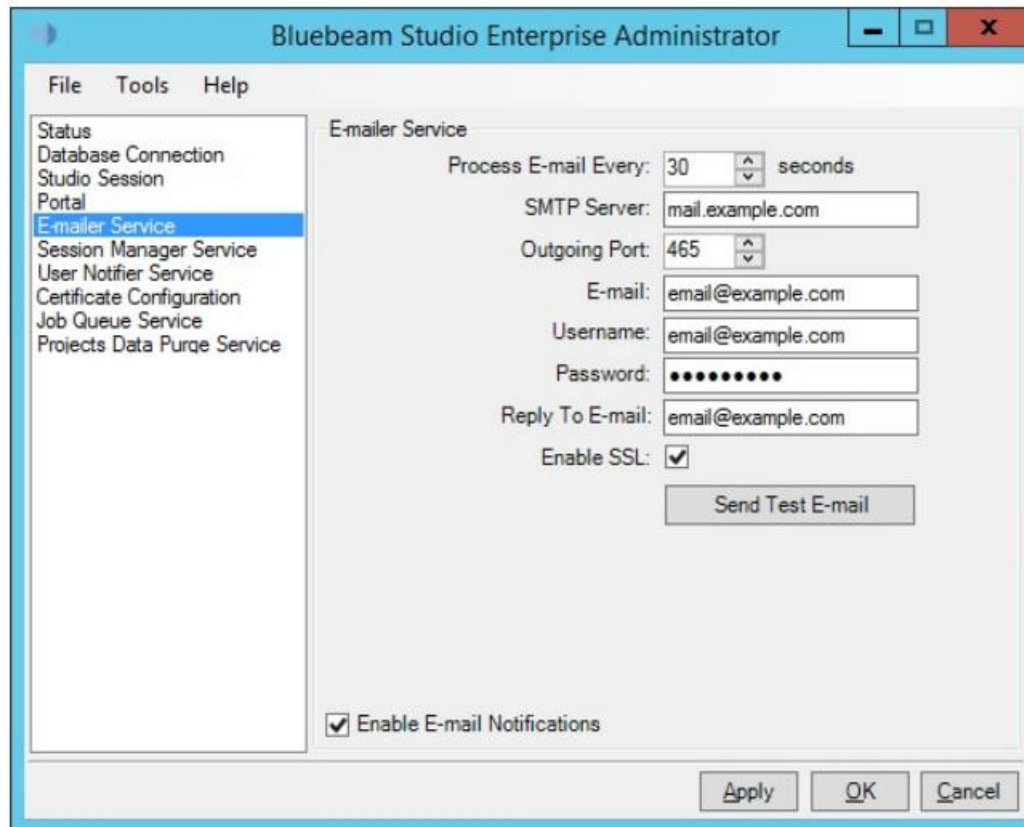 Bluebeam Studio Enterprise Administrator
File Tools Help
Status
Database Connection
Studio Session
Portal
E-mailer Service
Session Manager Service
User Notifier Service
Certificate Configuration
Job Queue Service
Projects Data Purge Service
E-mailer Service
Process E-mail Every: 30 seconds
SMTP Server: mail.example.com
Outgoing Port: 465
E-mail: email@example.com
Username: email@example.com
Password: ●●●●●●●●●
Reply To E-mail: email@example.com
Enable SSL:
Send Test E-mail
Enable E-mail Notifications
Apply OK Cancel